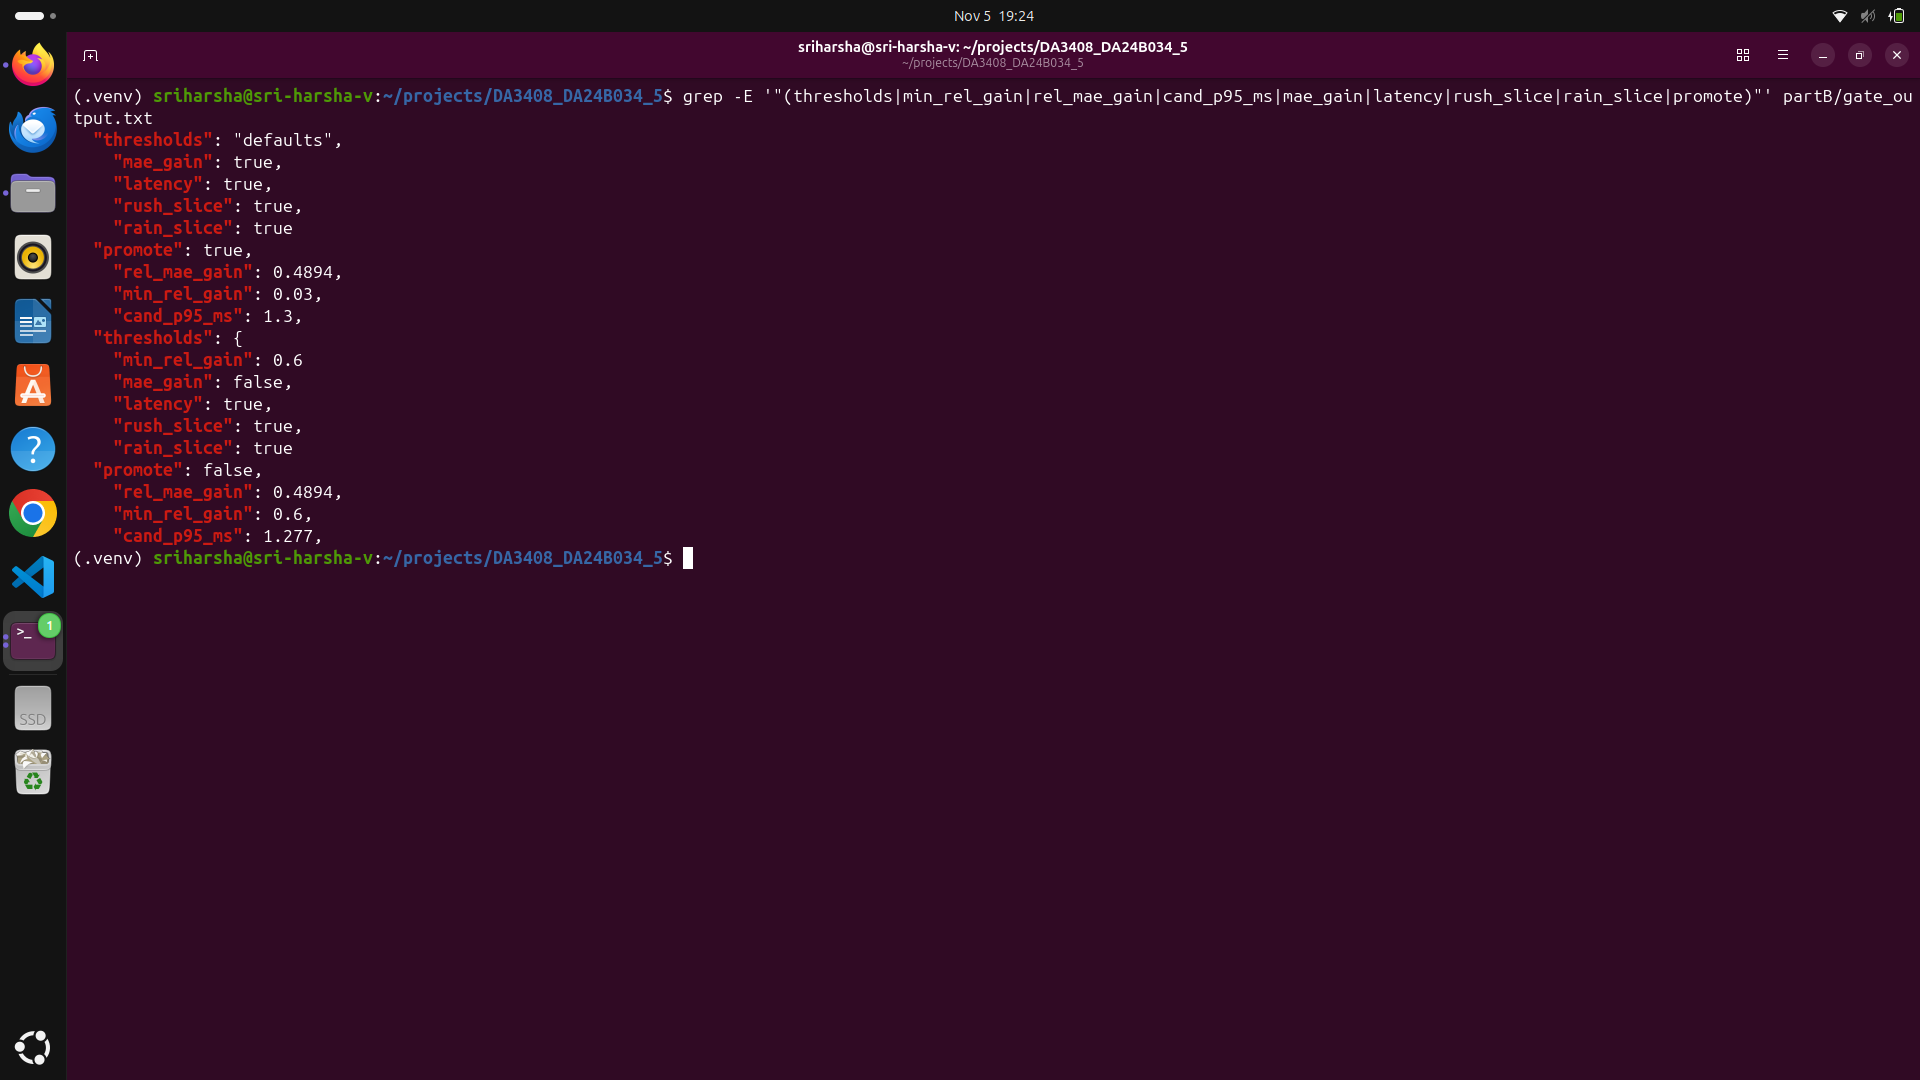 Nov 5 19:24
sriharsha@sri-harsha-v: ~/projects/DA3408_DA24B034_5
~/projects/DA3408_DA24B034_5
(.venv) sriharsha@sri-harsha-v:~/projects/DA3408_DA24B034_5$ grep -E '"(thresholds|min_rel_gain|rel_mae_gain|cand_p95_ms|mae_gain|latency|rush_slice|rain_slice|promote)"' partB/gate_ou
tput.txt
  "thresholds": "defaults",
    "mae_gain": true,
    "latency": true,
    "rush_slice": true,
    "rain_slice": true
  "promote": true,
    "rel_mae_gain": 0.4894,
    "min_rel_gain": 0.03,
    "cand_p95_ms": 1.3,
  "thresholds": {
    "min_rel_gain": 0.6
    "mae_gain": false,
    "latency": true,
    "rush_slice": true,
    "rain_slice": true
  "promote": false,
    "rel_mae_gain": 0.4894,
    "min_rel_gain": 0.6,
    "cand_p95_ms": 1.277,
(.venv) sriharsha@sri-harsha-v:~/projects/DA3408_DA24B034_5$
>_
1
SSD